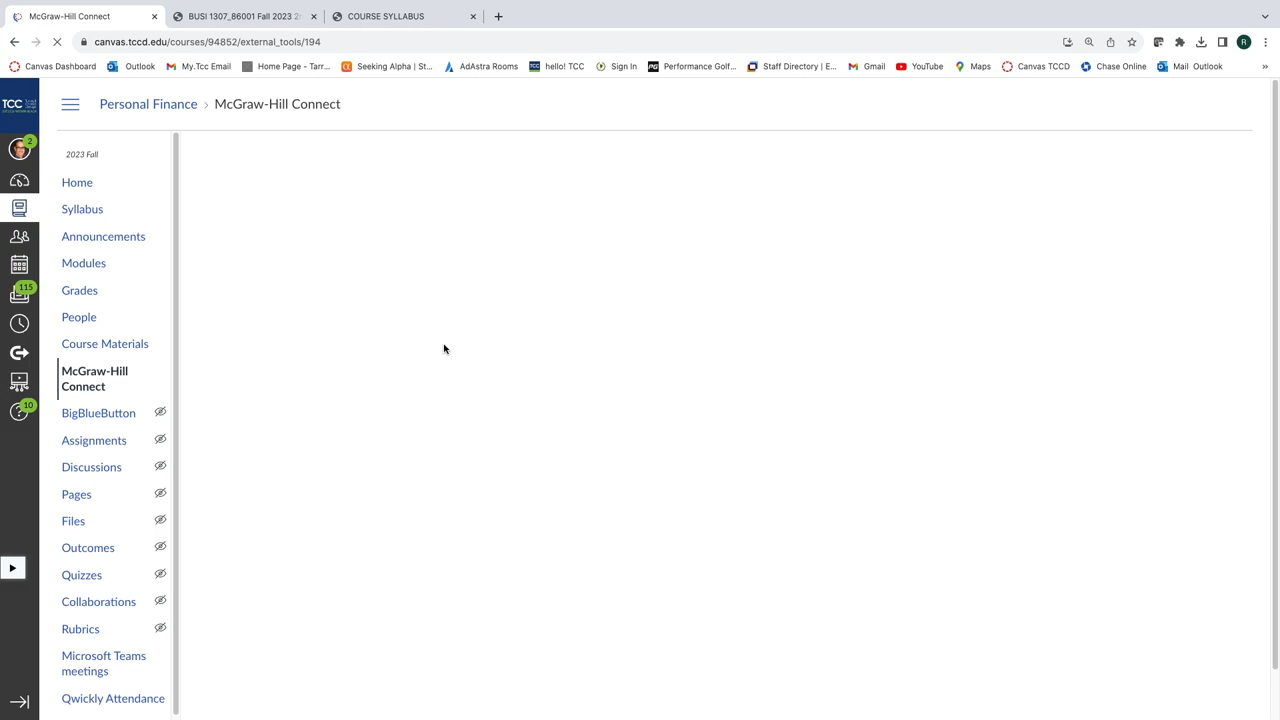 McGraw-Hill Connect
BUSI 1307_86001 Fall 2023 2n
COURSE SYLLABUS
canvas.tccd.edu/courses/94852/external_tools/194
R
Canvas Dashboard
Outlook
My.Tcc Email
Home Page - Tarr...
Seeking Alpha | St...
AdAstra Rooms
hello! TCC
Sign In
Performance Golf...
Staff Directory | E...
Gmail
YouTube
Maps
Canvas TCCD
Chase Online
Mail Outlook
»
TCC
Personal Finance > McGraw-Hill Connect
2
2023 Fall
Home
Syllabus
Announcements
Modules
115
Grades
People
Course Materials
McGraw-Hill
Connect
10
BigBlueButton
Assignments
Discussions
Pages
Files
Outcomes
Quizzes
Collaborations
Rubrics
Microsoft Teams
meetings
Qwickly Attendance